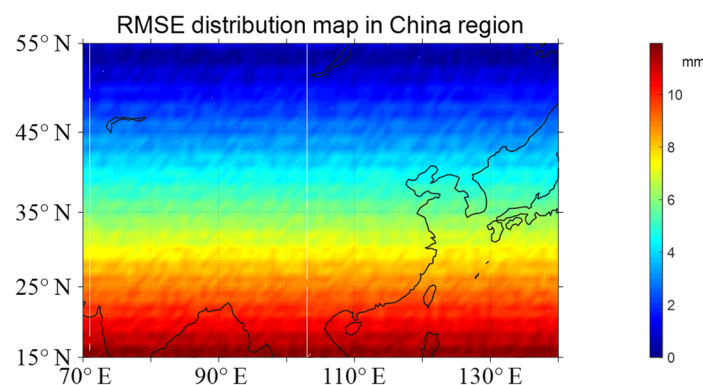 RMSE distribution map in China region
55° N
45° N
35° N
25° N
15° N
70° E
90° E
110° E
130° E
mm
10
8
6
4
2
0